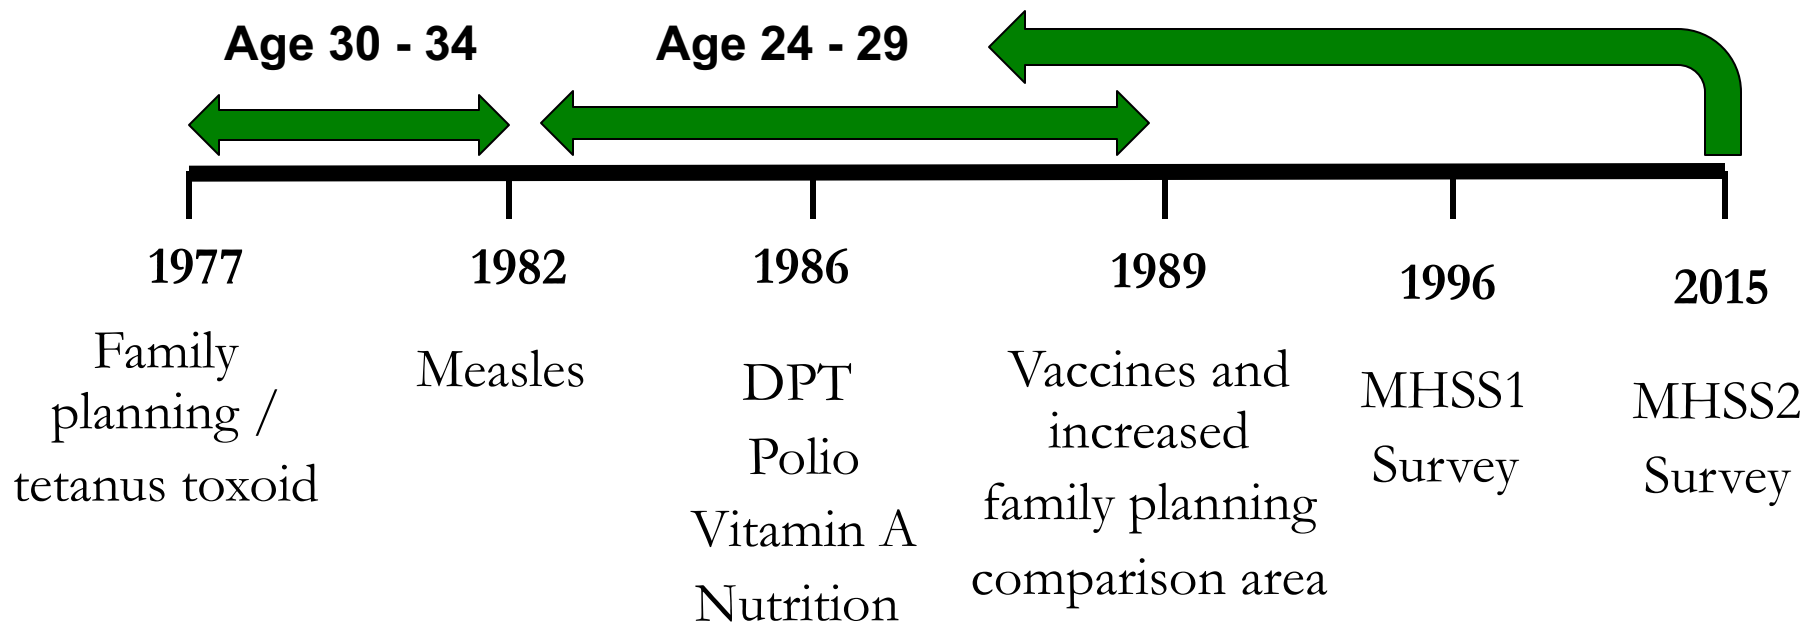 Age 30 - 34
Age 24 - 29
1977
Family
planning /
tetanus toxoid
1982
Measles
1986
DPT
Polio
Vitamin A
Nutrition
1989
Vaccines and
increased
family planning
comparison area
1996
MHSS1
Survey
2015
MHSS2
Survey